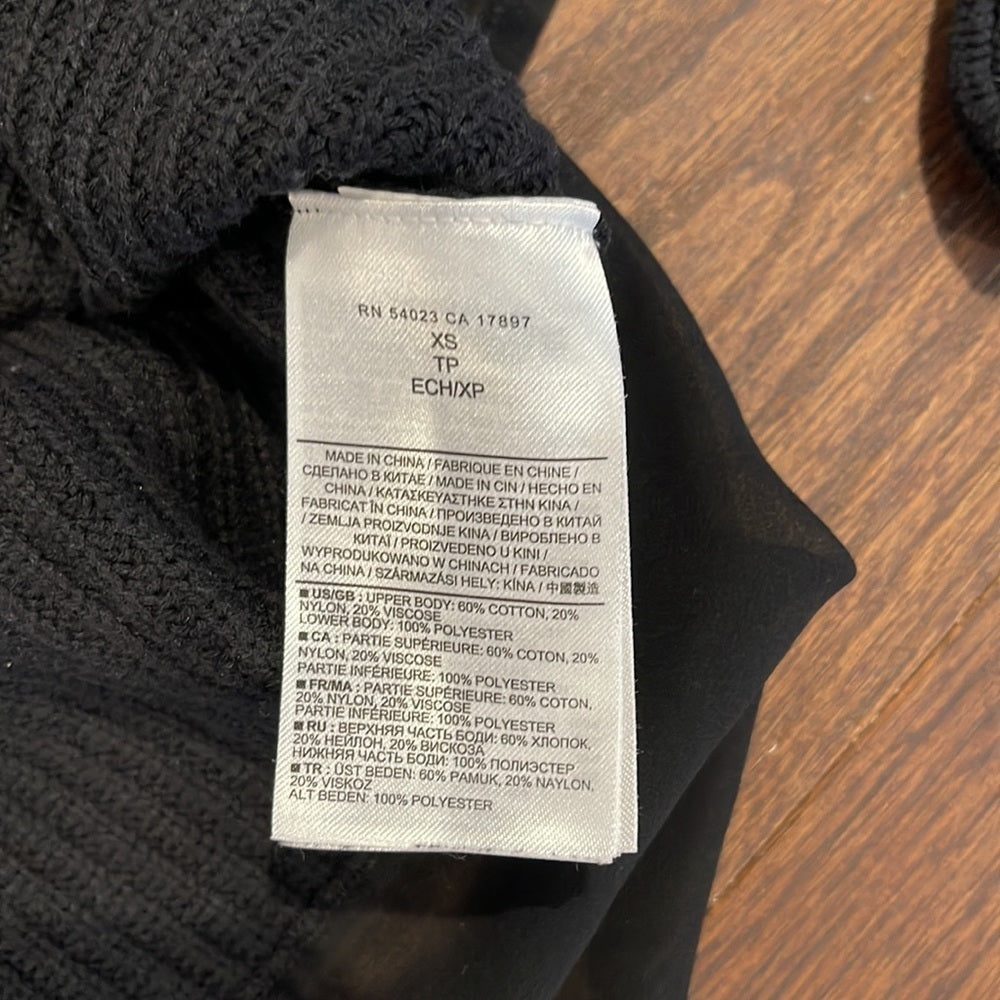 RN 54023 CA 17897
XS
TP
ECH/XP
MADE IN CHINA / FABRIQUE EN CHINE /
СДЕЛАНО В КИТАЕ / MADE IN CIN / HECHO EN
CHINA / ΚΑΤΑΣΚΕΥΑΣΤΗΚΕ ΣΤΗΝ ΚΙΝΑ /
FABRICAT ÎN CHINA / ПРОИЗВЕДЕНО В КИТАЙ
/ ZEMLJA PROIZVODNJE KINA / ВИРОБЛЕНО В
КИТАЇ / PROIZVEDENO U KINI /
WYPRODUKOWANO W CHINACH / FABRICADO
NA CHINA / SZÁRMAZÁSI HELY: KÍNA / 中國製造
US/GB : UPPER BODY: 60% COTTON, 20%
NYLON, 20% VISCOSE
LOWER BODY: 100% POLYESTER
CA : PARTIE SUPÉRIEURE: 60% COTON, 20%
NYLON, 20% VISCOSE
PARTIE INFÉRIEURE: 100% POLYESTER
FR/MA : PARTIE SUPÉRIEURE: 60% COTON,
20% NYLON, 20% VISCOSE
PARTIE INFÉRIEURE: 100% POLYESTER
RU : ВЕРХНЯЯ ЧАСТЬ БОДИ: 60% ХЛОПОК,
20% НЕЙЛОН, 20% ВИСКОЗА
НИЖНЯЯ ЧАСТЬ БОДИ: 100% ПОЛИЭСТЕР
TR : ÜST BEDEN: 60% PAMUK, 20% NAYLON,
20% VISKOZ
ALT BEDEN: 100% POLYESTER